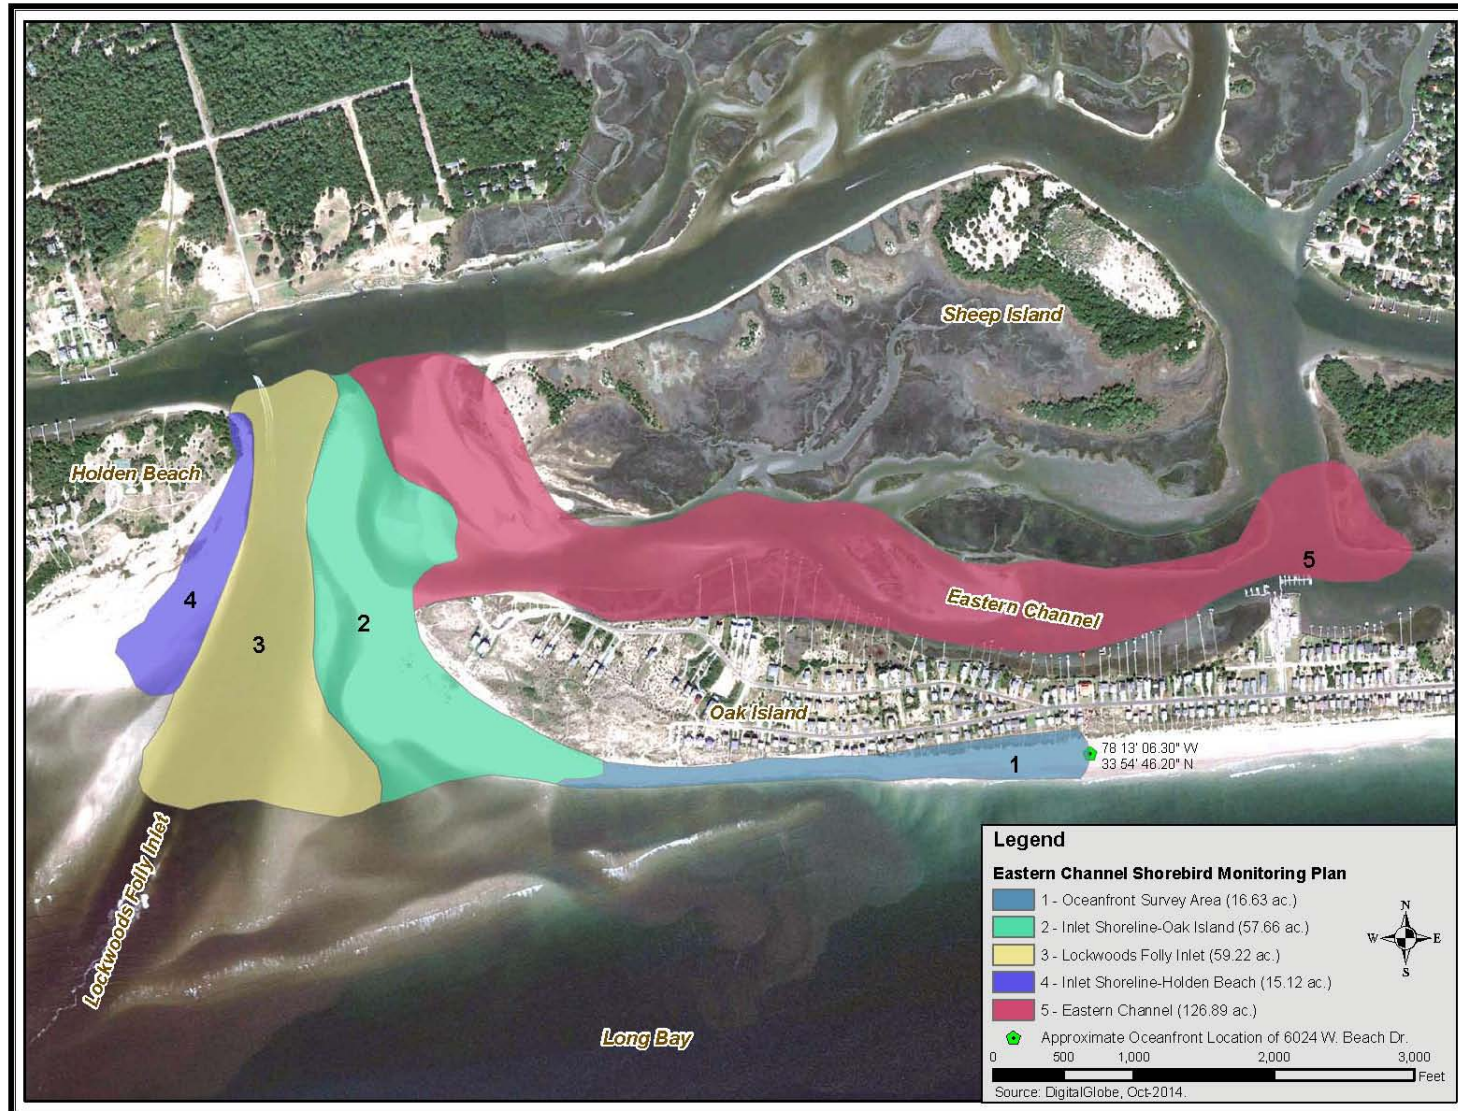 Sheep Island
Holden Beach
5
4
Eastern Channel
2
3
Oak Island
78 13' 06.30" W
33 54' 46.20" N
1
Lockwoods Folly Inlet
Long Bay
Legend
Eastern Channel Shorebird Monitoring Plan
1 - Oceanfront Survey Area (16.63 ac.)
2 - Inlet Shoreline-Oak Island (57.66 ac.)
3 - Lockwoods Folly Inlet (59.22 ac.)
4 - Inlet Shoreline-Holden Beach (15.12 ac.)
5 - Eastern Channel (126.89 ac.)
Approximate Oceanfront Location of 6024 W. Beach Dr.
N
W E
S
0 500 1,000 2,000 3,000
Feet
Source: DigitalGlobe, Oct-2014.